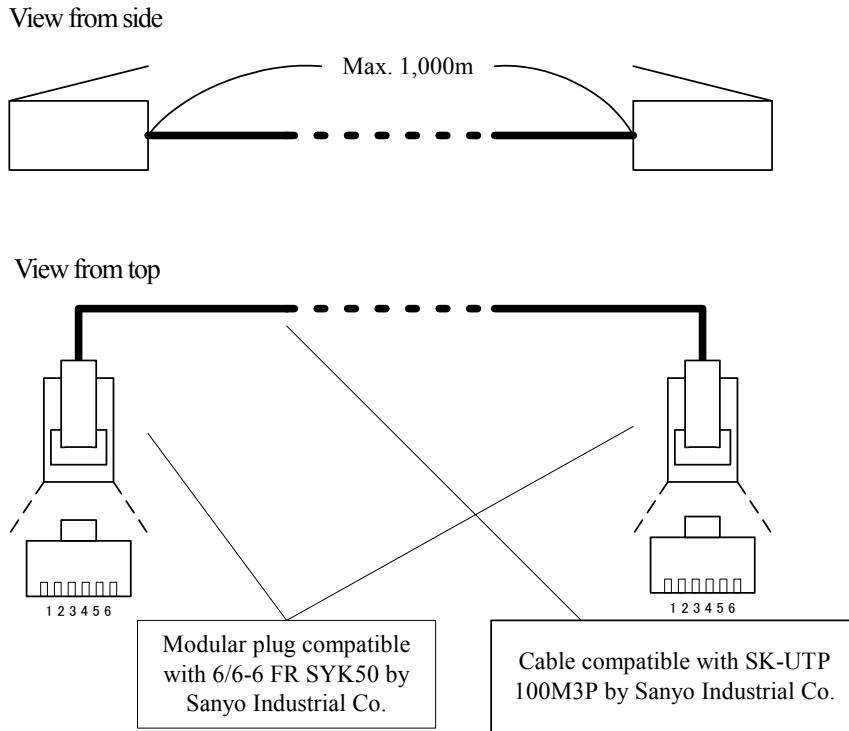 View from side
Max. 1,000m
View from top
1 2 3 4 5 6
1 2 3 4 5 6
Modular plug compatible
with 6/6-6 FR SYK50 by
Sanyo Industrial Co.
Cable compatible with SK-UTP
100M3P by Sanyo Industrial Co.